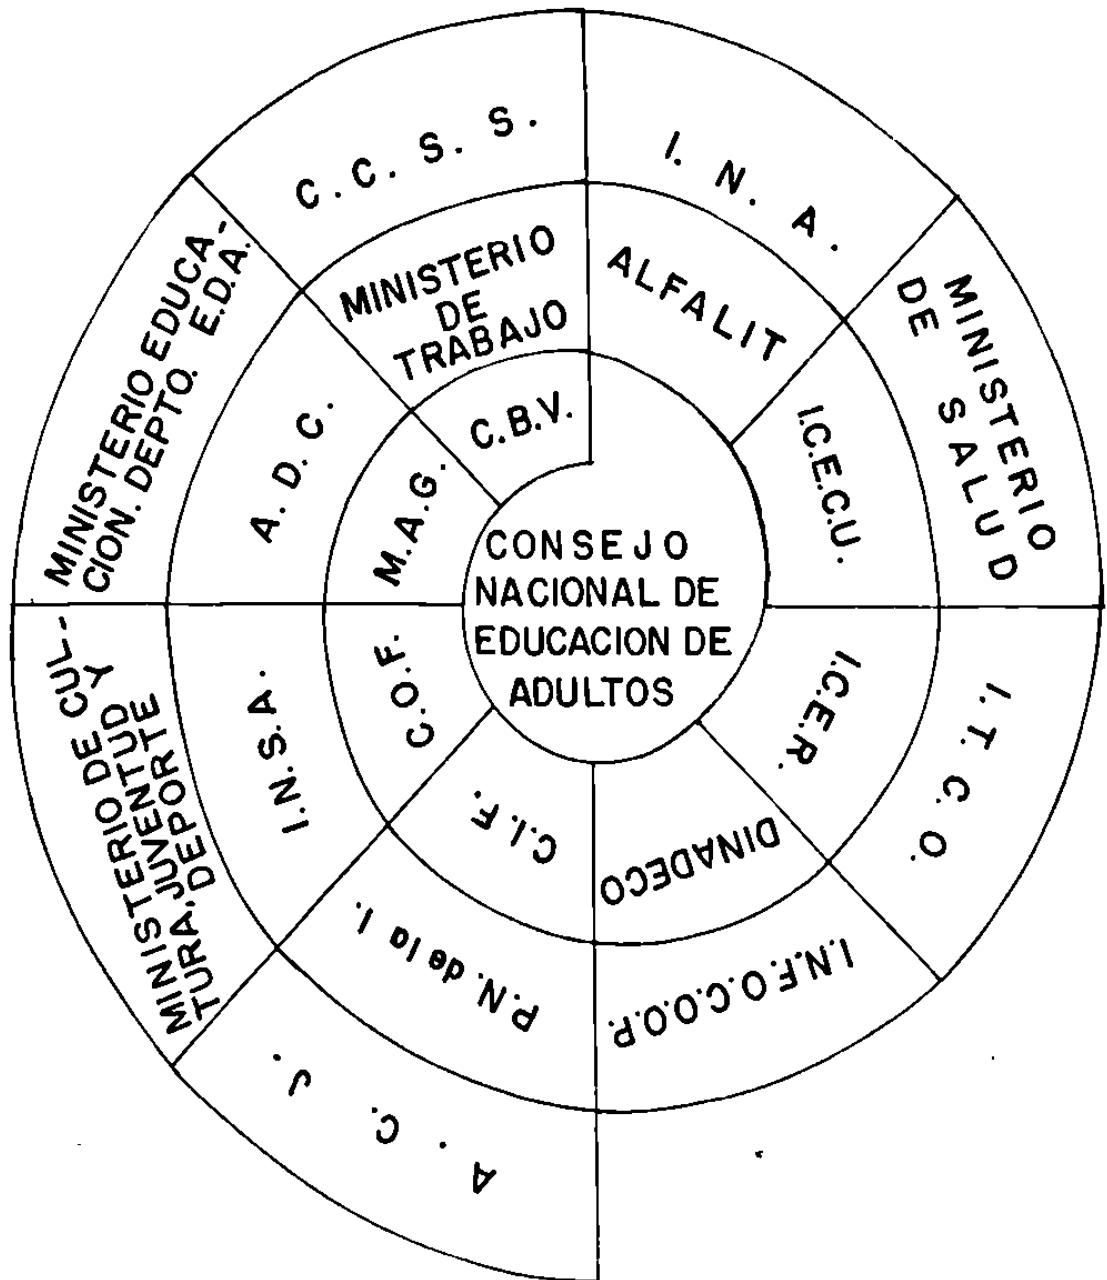 CONSEJO
NACIONAL DE
EDUCACION DE
ADULTOS
C.B.V.
M.A.G.
C.O.F.
C.I.F.
DINADECO
I.C.E.R.
I.C.E.C.U.
ALFALIT
MINISTERIO
DE
TRABAJO
A. D. C.
I.N.S.A.
P.N. de la I.
I.N.F.O.C.O.O.P.
I. T. C. O.
MINISTERIO
DE SALUD
I. N. A.
C. C. S. S.
MINISTERIO EDUCA-
CION. DEPTO. E.D.A.
MINISTERIO DE CUL-
TURA, JUVENTUD Y
DEPORTE
A. C. J.